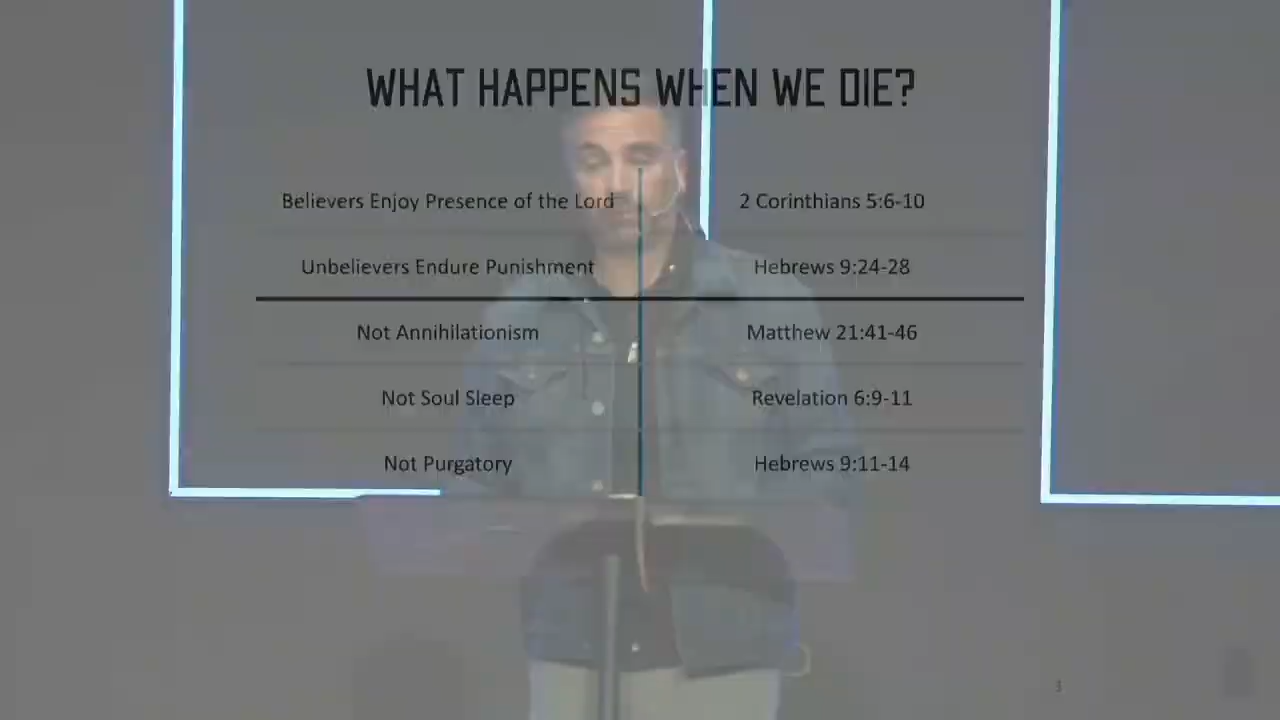 WHAT HAPPENS WHEN WE DIE?
Believers Enjoy Presence of the Lord 2 Corinthians 5:6-10
Unbelievers Endure Punishment Hebrews 9:24-28
Not Annihilationism Matthew 21:41-46
Not Soul Sleep Revelation 6:9-11
Not Purgatory Hebrews 9:11-14
3